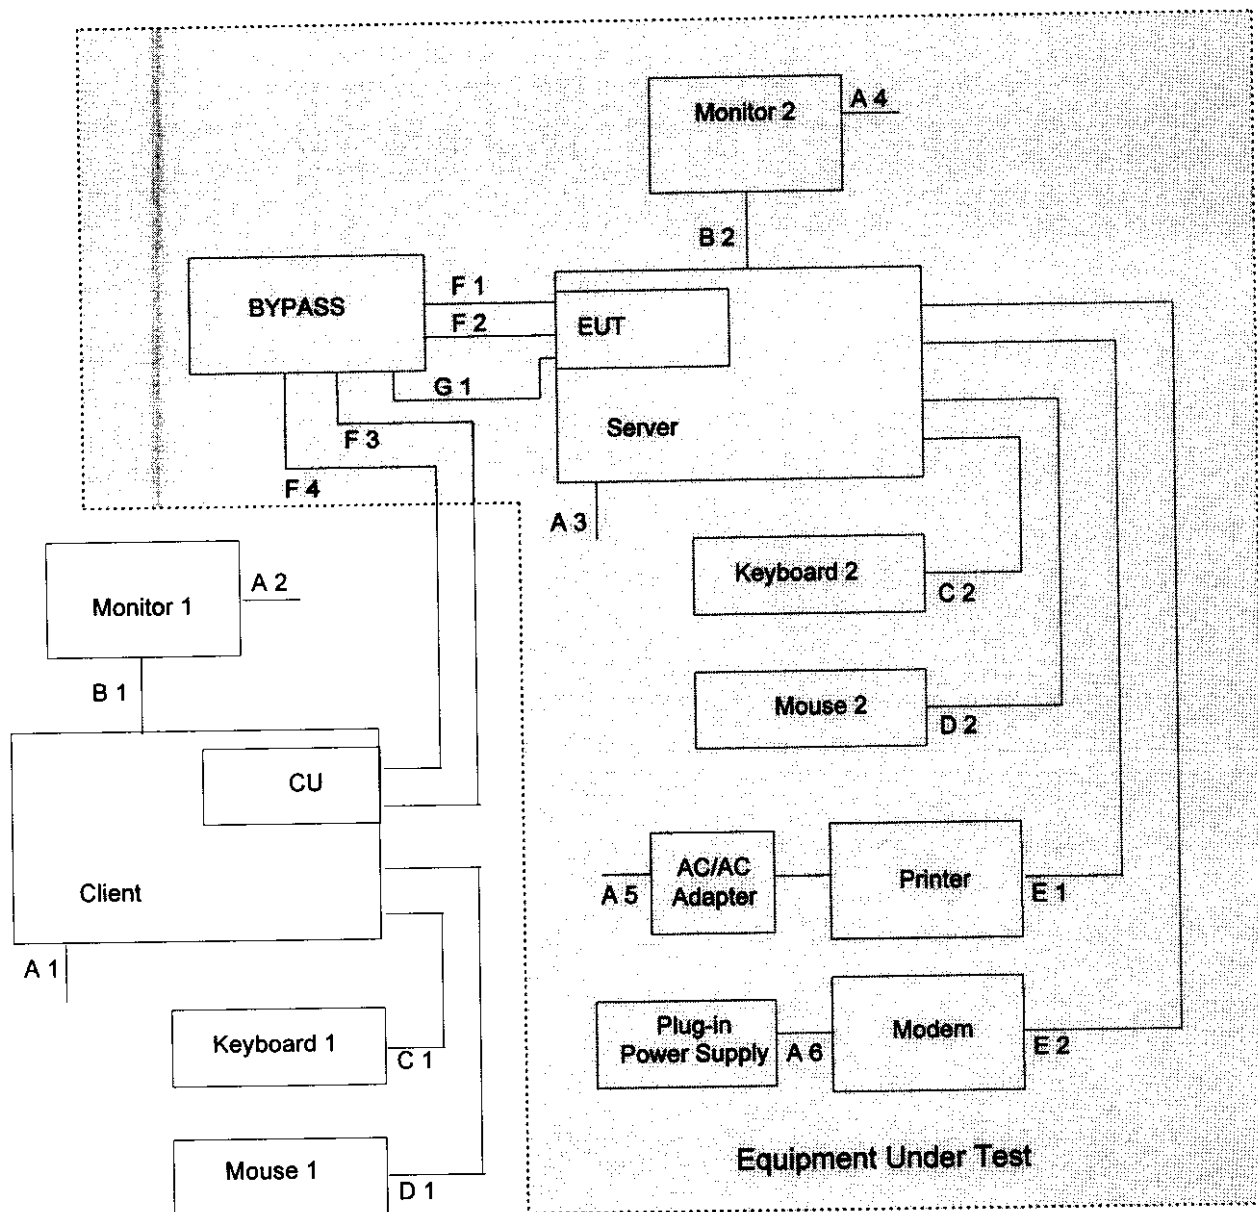 Monitor 2
A 4
B 2
BYPASS
F 1
F 2
EUT
G 1
Server
F 3
F 4
A 3
Monitor 1
A 2
Keyboard 2
C 2
B 1
Mouse 2
D 2
CU
Client
AC/AC
Adapter
A 5
Printer
E 1
A 1
Plug-in
Power Supply
A 6
Modem
E 2
Keyboard 1
C 1
Mouse 1
D 1
Equipment Under Test